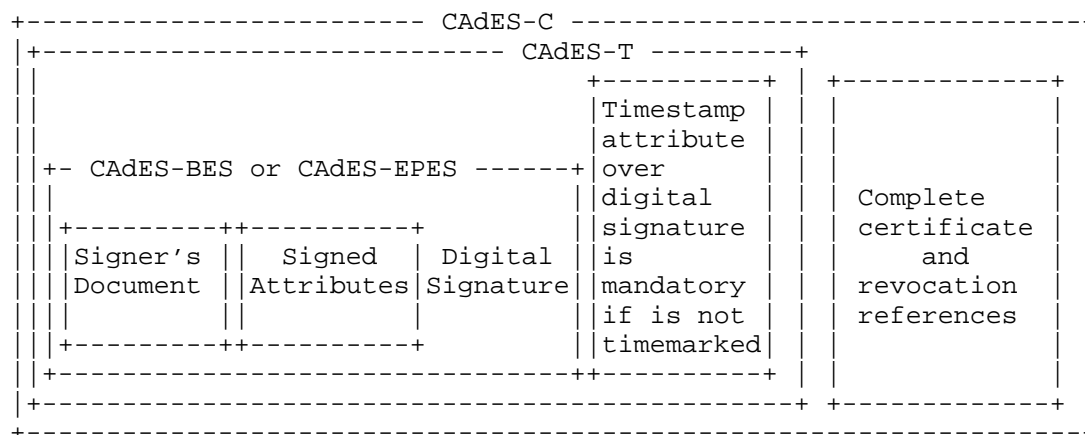 CAdES-C
CAdES-T
Timestamp
attribute
CAdES-BES or CAdES-EPES over
digital Complete
signature certificate
Signer's Signed Digital is and
Document Attributes Signature mandatory revocation
if is not references
timemarked